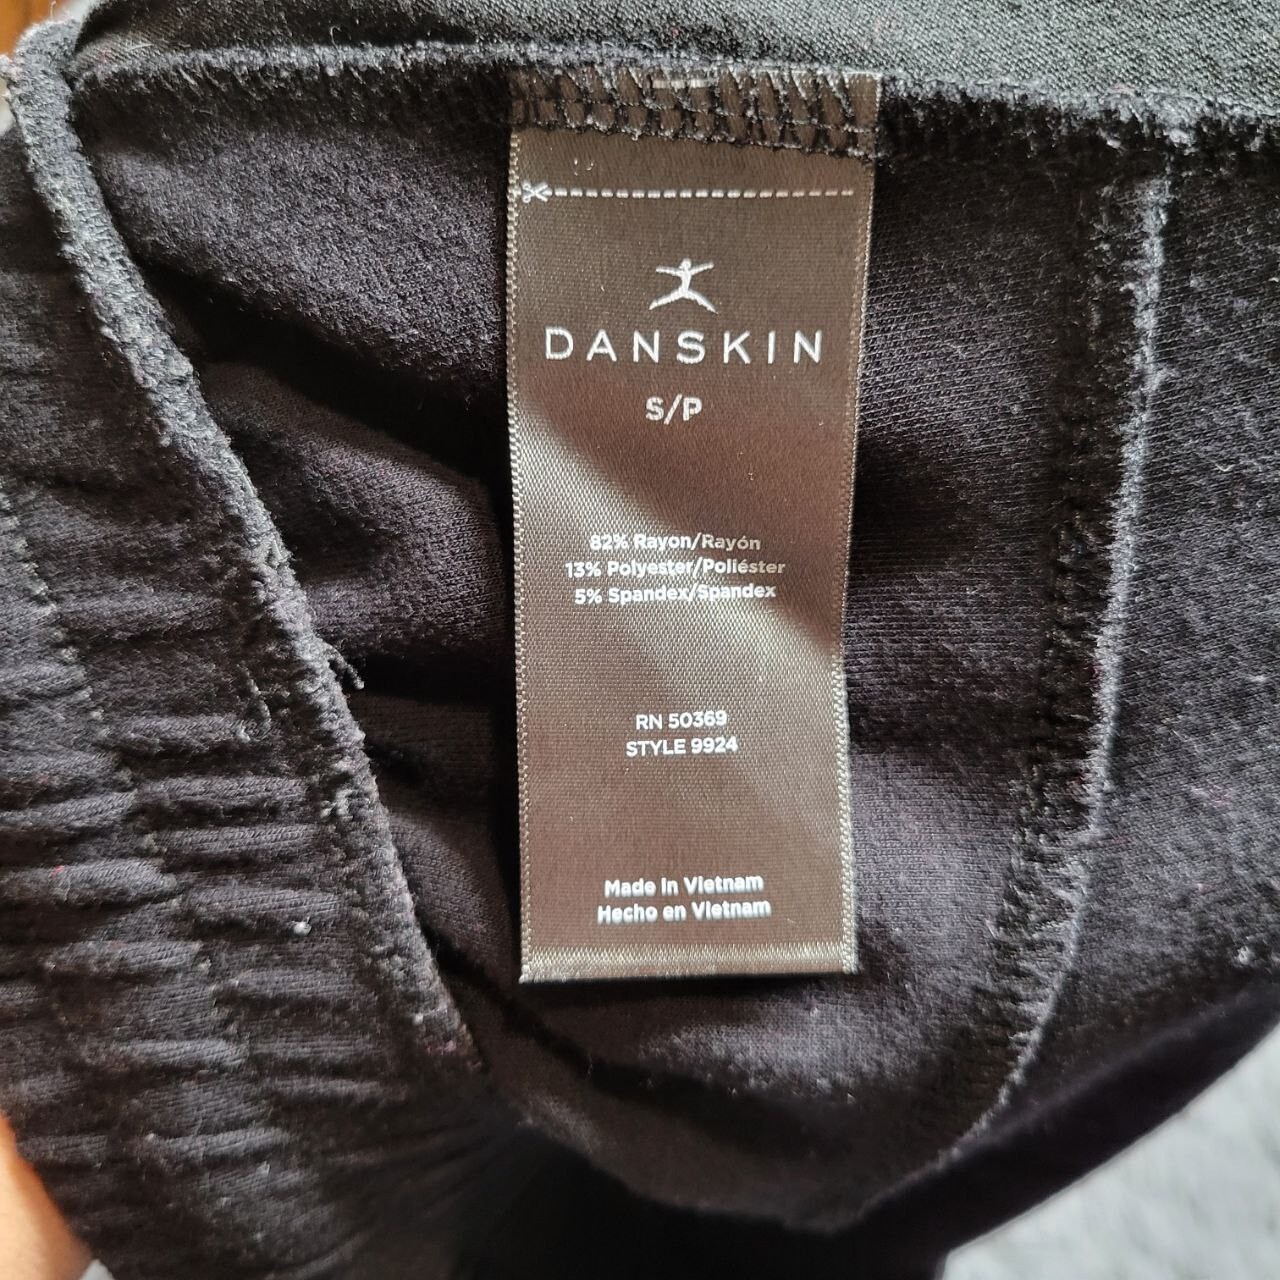 DANSKIN
S/P
82% Rayon/Rayón
13% Polyester/Poliéster
5% Spandex/Spandex
RN 50369
STYLE 9924
Made in Vietnam
Hecho en Vietnam